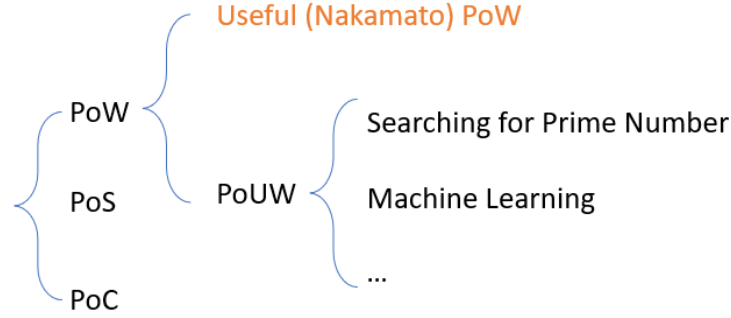 Useful (Nakamato) PoW
PoW
Searching for Prime Number
PoS
PoUW
Machine Learning
...
PoC